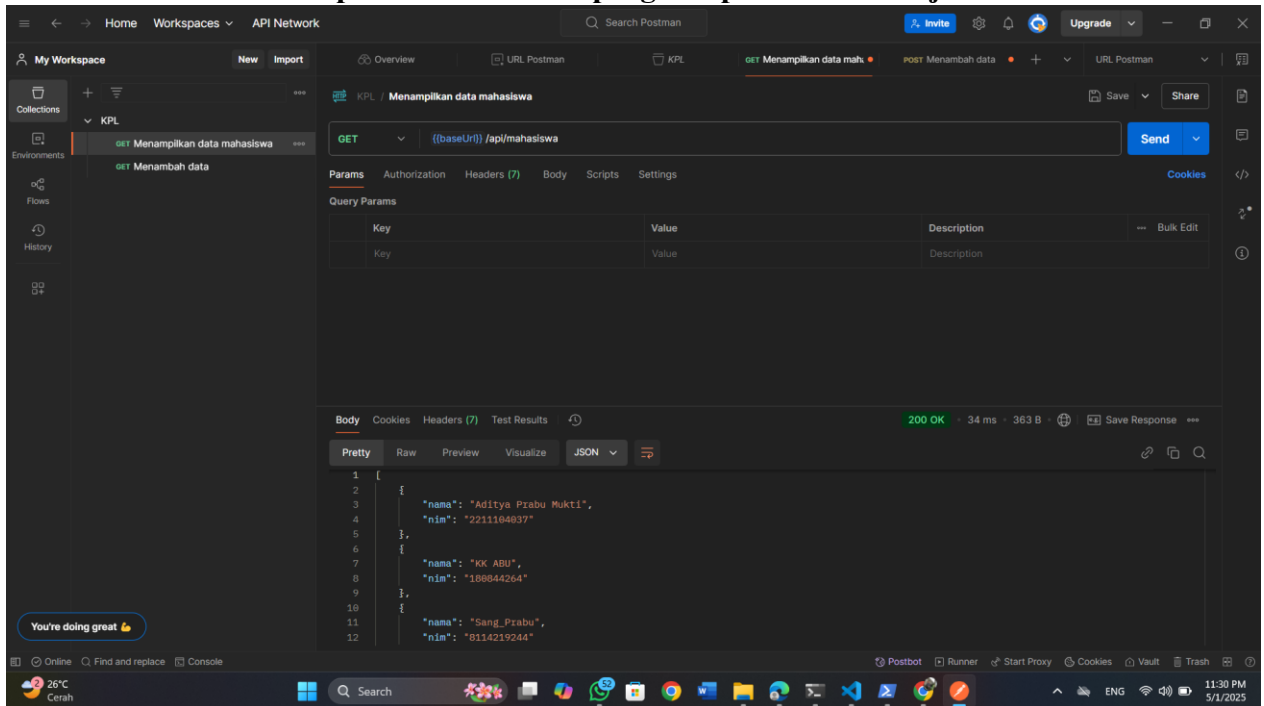 Home Workspaces API Network Search Postman Invite Upgrade
My Workspace New Import Overview URL Postman KPL GET Menampilkan data mahi POST Menambah data URL Postman
Collections
Environments
Flows
History
KPL
GET Menampilkan data mahasiswa
GET Menambah data
KPL / Menampilkan data mahasiswa Save Share
GET {{baseUrl}} /api/mahasiswa Send
Params Authorization Headers (7) Body Scripts Settings Cookies
Query Params
Key Value Description Bulk Edit
Key Value Description
Body Cookies Headers (7) Test Results 200 OK 34 ms 363 B Save Response
Pretty Raw Preview Visualize JSON
1 [
2 {
3 "nama": "Aditya Prabu Mukti",
4 "nim": "2211104037"
5 },
6 {
7 "nama": "KK ABU",
8 "nim": "180844264"
9 },
10 {
11 "nama": "Sang_Prabu",
12 "nim": "8114219244"
You're doing great
Online Find and replace Console Postbot Runner Start Proxy Cookies Vault Trash
2 26°C
Cerah
Search 52 ENG 11:30 PM
5/1/2025